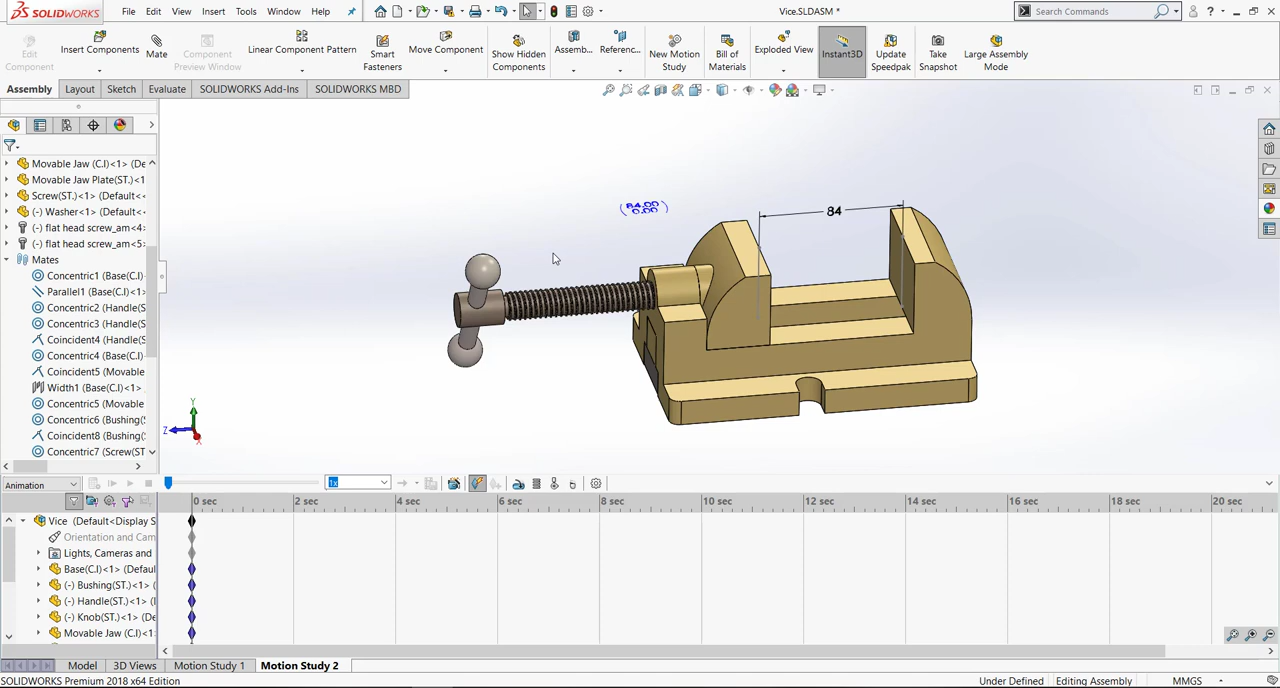 SOLIDWORKS
File Edit View Insert Tools Window Help
Vice.SLDASM *
Search Commands
Edit Component
Insert Components
Mate
Component Preview Window
Linear Component Pattern
Smart Fasteners
Move Component
Show Hidden Components
Assemb...
Referenc...
New Motion Study
Bill of Materials
Exploded View
Instant3D
Update Speedpak
Take Snapshot
Large Assembly Mode
Assembly Layout Sketch Evaluate SOLIDWORKS Add-Ins SOLIDWORKS MBD
Movable Jaw (C.I)<1> (De
Movable Jaw Plate(ST.)<1
Screw(ST.)<1> (Default<<
(-) Washer<1> (Default<<
(-) flat head screw_am<4>
(-) flat head screw_am<5>
Mates
Concentric1 (Base(C.I)
Parallel1 (Base(C.I)<1>
Concentric2 (Handle(S
Concentric3 (Handle(S
Coincident4 (Handle(S
Concentric4 (Base(C.I)
Coincident5 (Movable
Width1 (Base(C.I)<1>
Concentric5 (Movable
Concentric6 (Bushing(
Coincident8 (Bushing(
Concentric7 (Screw(ST
84
Y
Z
X
Animation
1x
0 sec 2 sec 4 sec 6 sec 8 sec 10 sec 12 sec 14 sec 16 sec 18 sec 20 sec
Vice (Default<Display S
Orientation and Cam
Lights, Cameras and
Base(C.I)<1> (Defaul
(-) Bushing(ST.)<1> (
(-) Handle(ST.)<1> (I
(-) Knob(ST.)<1> (De
Movable Jaw (C.I)<1
Model 3D Views Motion Study 1 Motion Study 2
SOLIDWORKS Premium 2018 x64 Edition
Under Defined Editing Assembly MMGS